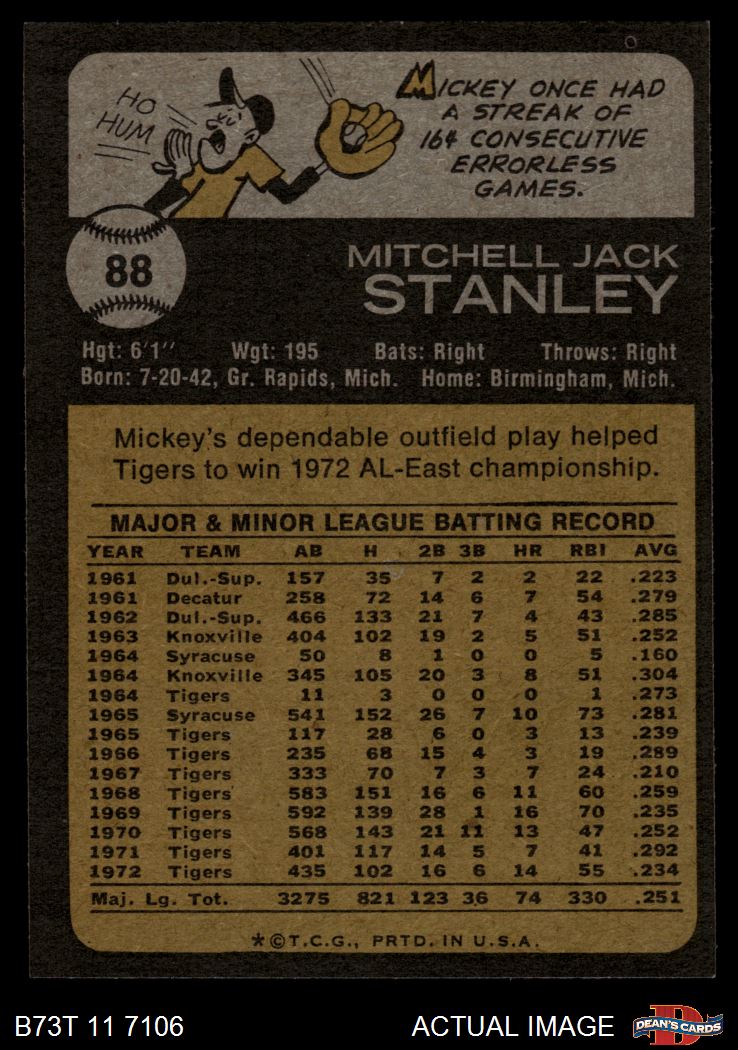 HO
HUM
MICKEY ONCE HAD
A STREAK OF
164 CONSECUTIVE
ERRORLESS
GAMES.
88
MITCHELL JACK
STANLEY
Hgt: 6'1'' Wgt: 195 Bats: Right Throws: Right
Born: 7-20-42, Gr. Rapids, Mich. Home: Birmingham, Mich.
Mickey's dependable outfield play helped
Tigers to win 1972 AL-East championship.
MAJOR & MINOR LEAGUE BATTING RECORD
YEAR TEAM AB H 2B 3B HR RBI AVG
1961 Dul.-Sup. 157 35 7 2 2 22 .223
1961 Decatur 258 72 14 6 7 54 .279
1962 Dul.-Sup. 466 133 21 7 4 43 .285
1963 Knoxville 404 102 19 2 5 51 .252
1964 Syracuse 50 8 1 0 0 5 .160
1964 Knoxville 345 105 20 3 8 51 .304
1964 Tigers 11 3 0 0 0 1 .273
1965 Syracuse 541 152 26 7 10 73 .281
1965 Tigers 117 28 6 0 3 13 .239
1966 Tigers 235 68 15 4 3 19 .289
1967 Tigers 333 70 7 3 7 24 .210
1968 Tigers 583 151 16 6 11 60 .259
1969 Tigers 592 139 28 1 16 70 .235
1970 Tigers 568 143 21 11 13 47 .252
1971 Tigers 401 117 14 5 7 41 .292
1972 Tigers 435 102 16 6 14 55 .234
Maj. Lg. Tot. 3275 821 123 36 74 330 .251
*©T.C.G., PRTD. IN U.S.A.
B73T 11 7106 ACTUAL IMAGE
D
DEAN'S CARDS